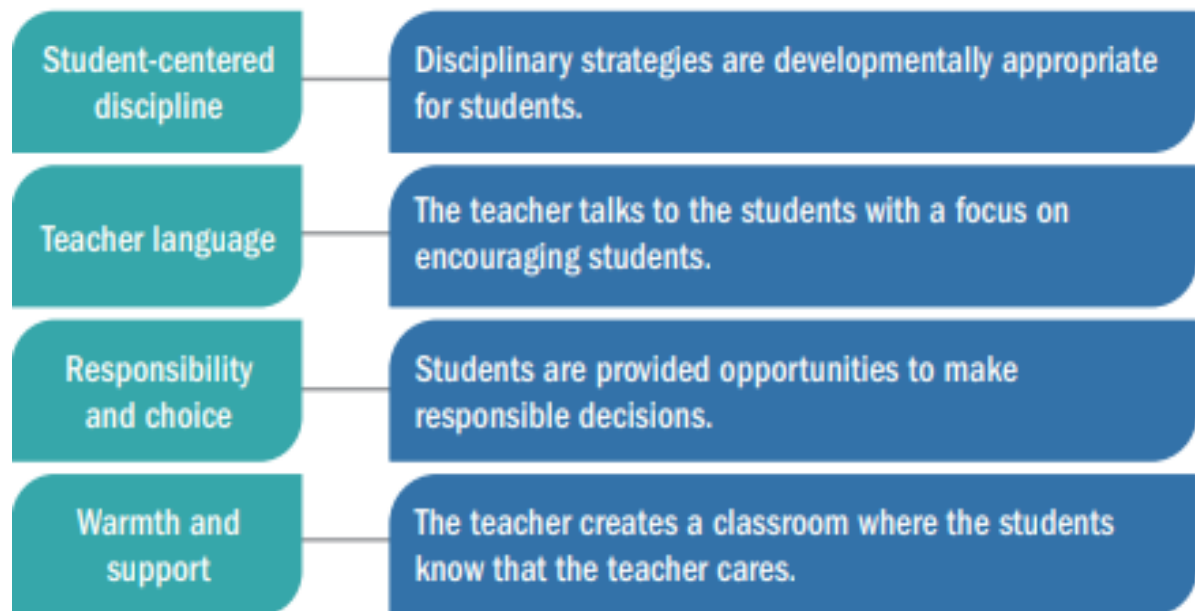 Student-centered
discipline
Disciplinary strategies are developmentally appropriate
for students.
Teacher language
The teacher talks to the students with a focus on
encouraging students.
Responsibility
and choice
Students are provided opportunities to make
responsible decisions.
Warmth and
support
The teacher creates a classroom where the students
know that the teacher cares.